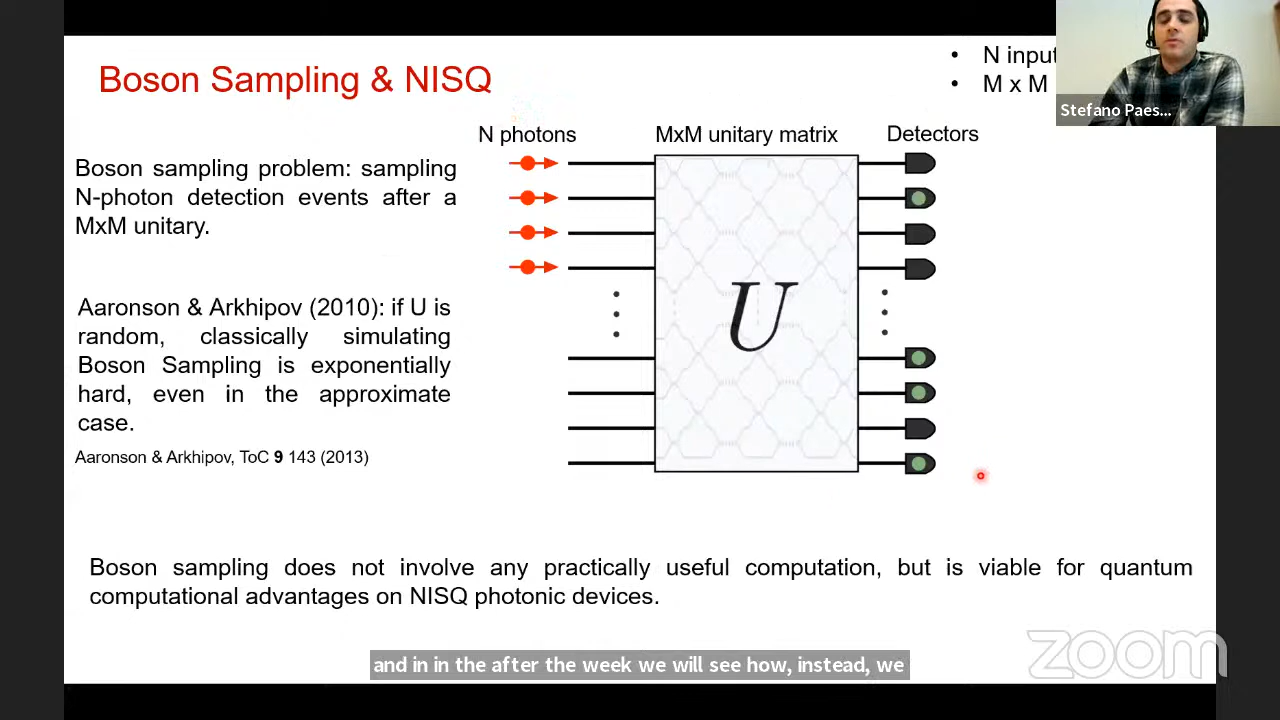 Boson Sampling & NISQ
• N input
• M x M
Stefano Paes...
N photons
MxM unitary matrix
Detectors
Boson sampling problem: sampling
N-photon detection events after a
MxM unitary.
Aaronson & Arkhipov (2010): if U is
random, classically simulating
Boson Sampling is exponentially
hard, even in the approximate
case.
Aaronson & Arkhipov, ToC 9 143 (2013)
U
Boson sampling does not involve any practically useful computation, but is viable for quantum
computational advantages on NISQ photonic devices.
and in in the after the week we will see how, instead, we
zoom